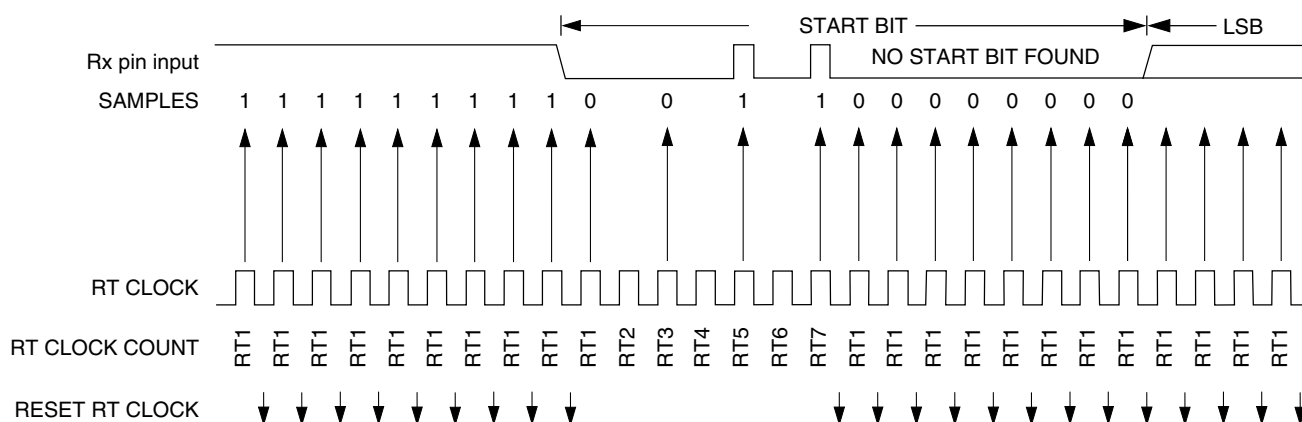 START BIT LSB
Rx pin input NO START BIT FOUND
SAMPLES 1 1 1 1 1 1 1 1 1 0 0 1 1 0 0 0 0 0 0 0 0
RT CLOCK
RT CLOCK COUNT RT1 RT1 RT1 RT1 RT1 RT1 RT1 RT1 RT1 RT1 RT2 RT3 RT4 RT5 RT6 RT7 RT1 RT1 RT1 RT1 RT1 RT1 RT1 RT1 RT1 RT1 RT1 RT1
RESET RT CLOCK